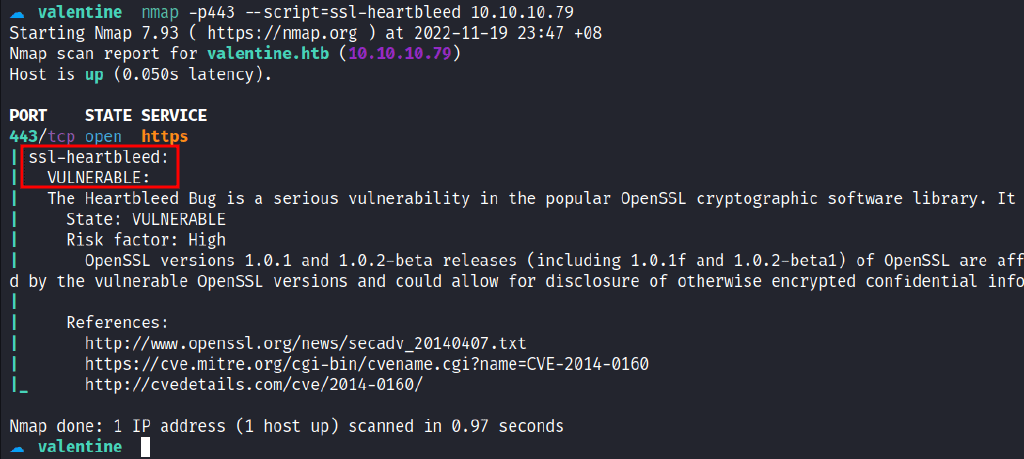 valentine nmap -p443 --script=ssl-heartbleed 10.10.10.79
Starting Nmap 7.93 ( https://nmap.org ) at 2022-11-19 23:47 +08
Nmap scan report for valentine.htb (10.10.10.79)
Host is up (0.050s latency).
PORT    STATE SERVICE
443/tcp open  https
| ssl-heartbleed:
|   VULNERABLE:
|   The Heartbleed Bug is a serious vulnerability in the popular OpenSSL cryptographic software library. It
|     State: VULNERABLE
|     Risk factor: High
|       OpenSSL versions 1.0.1 and 1.0.2-beta releases (including 1.0.1f and 1.0.2-beta1) of OpenSSL are aff
d by the vulnerable OpenSSL versions and could allow for disclosure of otherwise encrypted confidential info
|
|     References:
|       http://www.openssl.org/news/secadv_20140407.txt
|       https://cve.mitre.org/cgi-bin/cvename.cgi?name=CVE-2014-0160
|_      http://cvedetails.com/cve/2014-0160/
Nmap done: 1 IP address (1 host up) scanned in 0.97 seconds
valentine